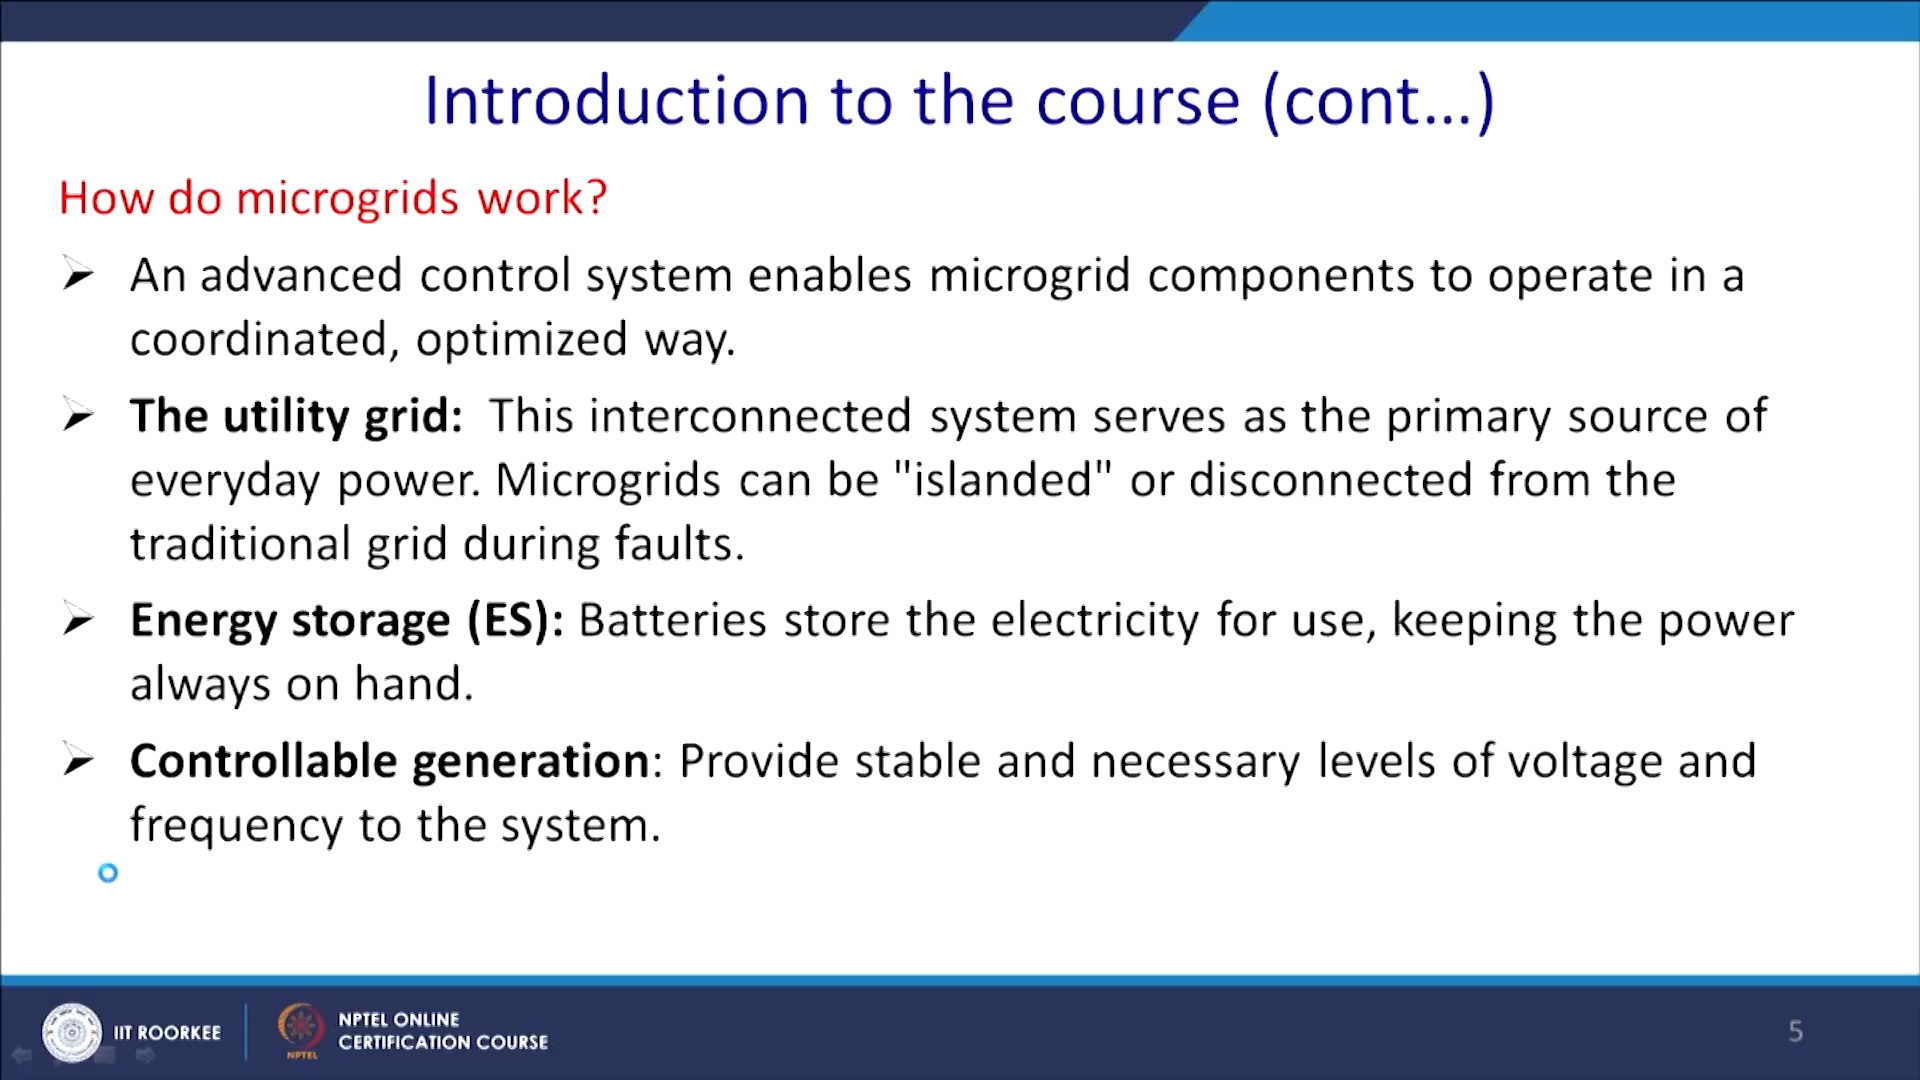 Introduction to the course (cont...)
How do microgrids work?
➢ An advanced control system enables microgrid components to operate in a
coordinated, optimized way.
➢ The utility grid: This interconnected system serves as the primary source of
everyday power. Microgrids can be "islanded" or disconnected from the
traditional grid during faults.
➢ Energy storage (ES): Batteries store the electricity for use, keeping the power
always on hand.
➢ Controllable generation: Provide stable and necessary levels of voltage and
frequency to the system.
IIT ROORKEE
NPTEL
NPTEL ONLINE
CERTIFICATION COURSE
5